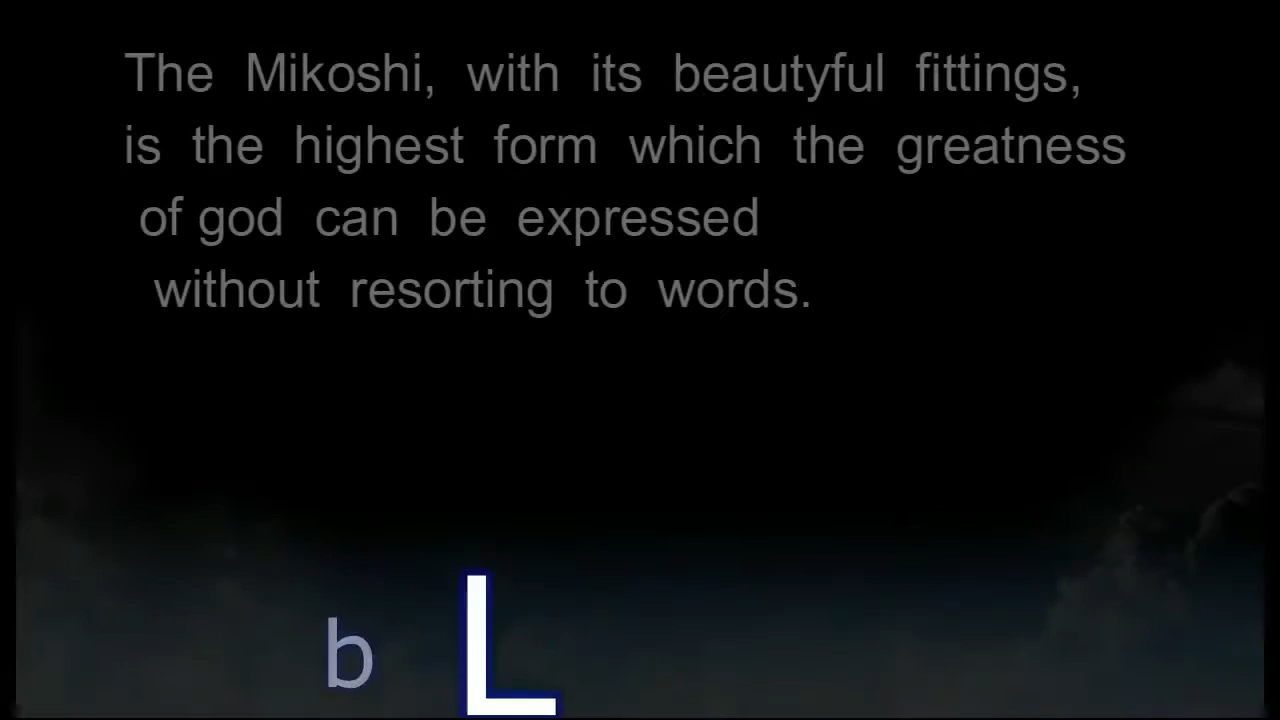 The Mikoshi, with its beautyful fittings,
is the highest form which the greatness
of god can be expressed
without resorting to words.
b L